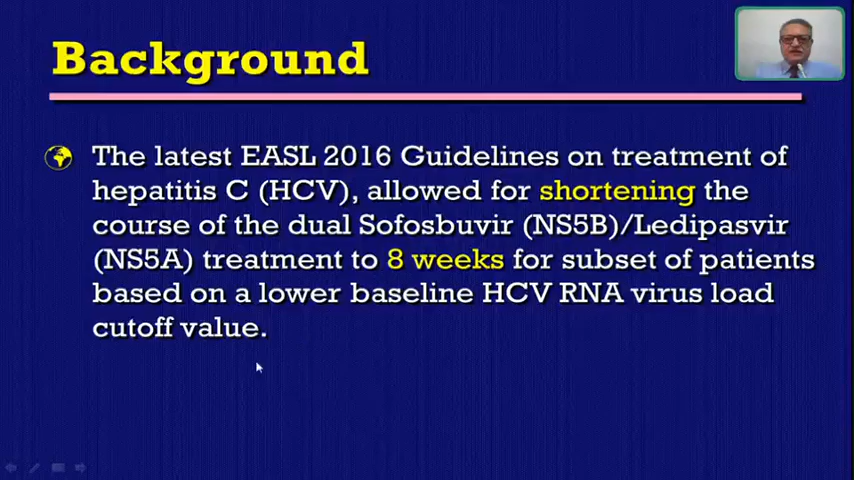 Background
The latest EASL 2016 Guidelines on treatment of
hepatitis C (HCV), allowed for shortening the
course of the dual Sofosbuvir (NS5B)/Ledipasvir
(NS5A) treatment to 8 weeks for subset of patients
based on a lower baseline HCV RNA virus load
cutoff value.